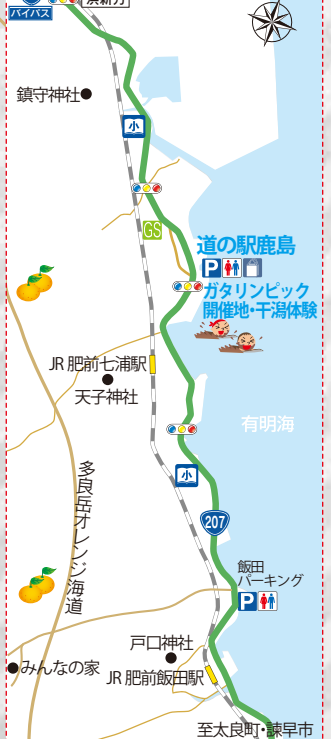 バイパス
鎮守神社
小
GS
道の駅鹿島
P
ガタリンピック
開催地・干潟体験
JR 肥前七浦駅
天子神社
有明海
小
多良岳オレンジ海道
207
飯田
パーキング
P
戸口神社
みんなの家
JR 肥前飯田駅
至太良町・諫早市